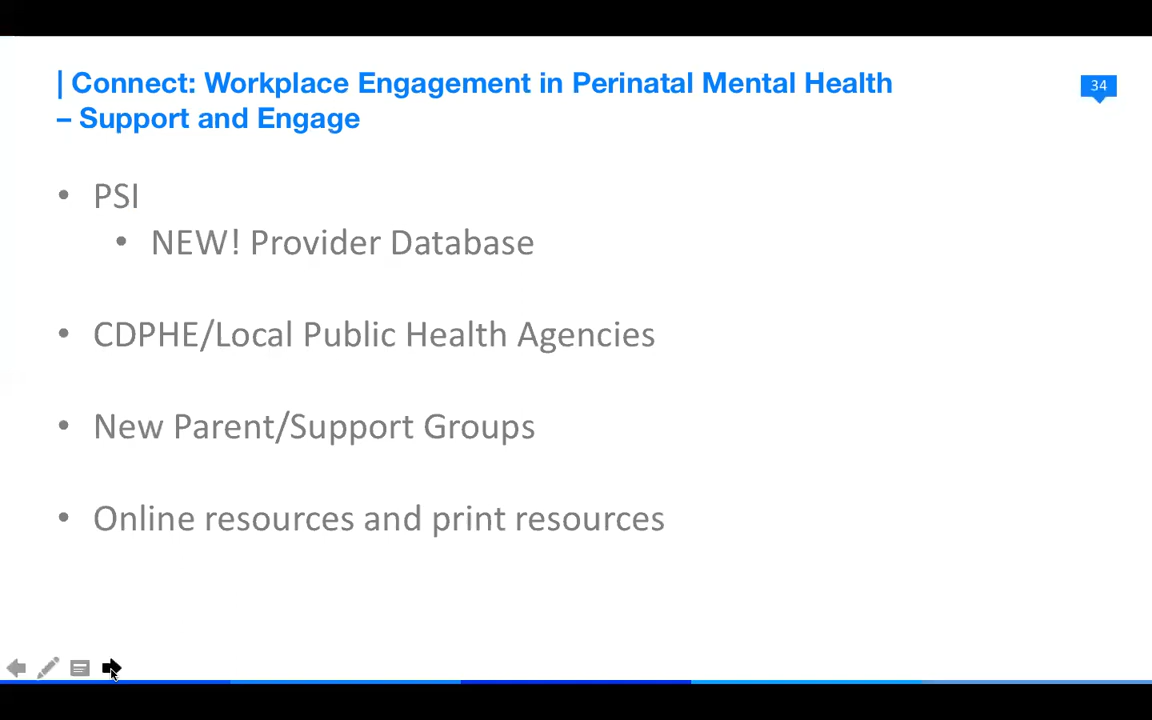 | Connect: Workplace Engagement in Perinatal Mental Health
– Support and Engage
34
• PSI
• NEW! Provider Database
• CDPHE/Local Public Health Agencies
• New Parent/Support Groups
• Online resources and print resources